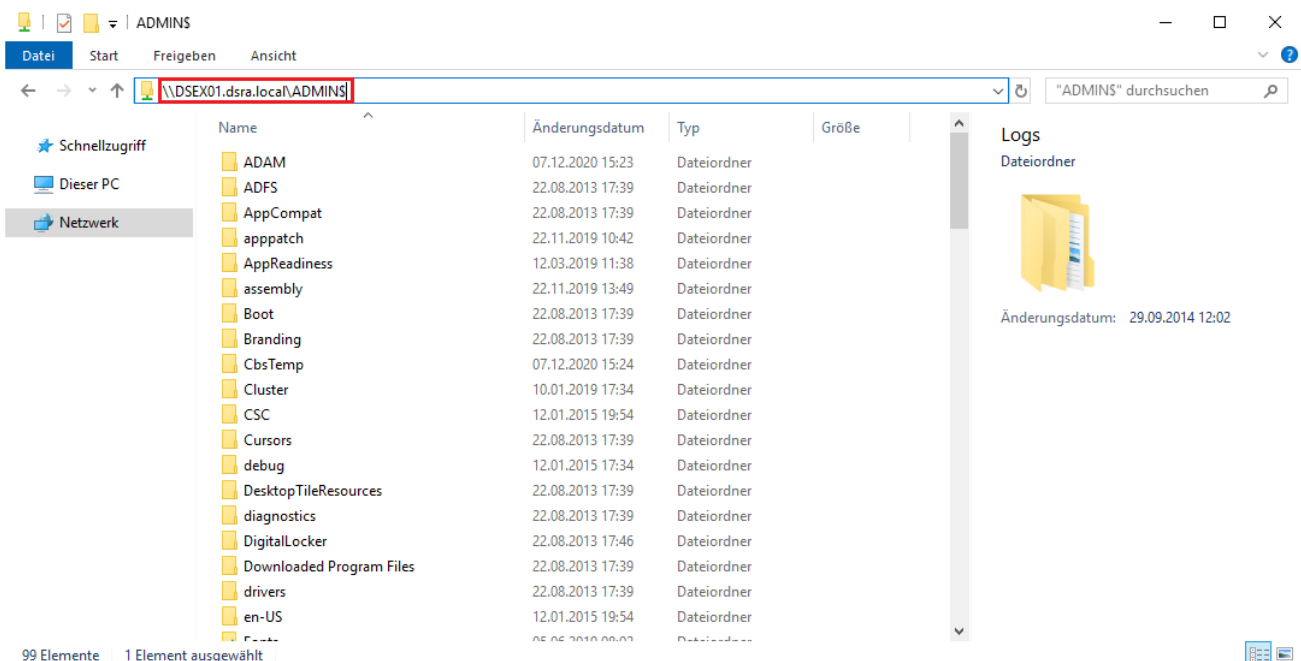 ADMIN$
Datei Start Freigeben Ansicht
\\DSEX01.dsra.local\ADMIN$ "ADMIN$" durchsuchen
Schnellzugriff
Dieser PC
Netzwerk
Name Änderungsdatum Typ Größe
ADAM 07.12.2020 15:23 Dateiordner
ADFS 22.08.2013 17:39 Dateiordner
AppCompat 22.08.2013 17:39 Dateiordner
apppatch 22.11.2019 10:42 Dateiordner
AppReadiness 12.03.2019 11:38 Dateiordner
assembly 22.11.2019 13:49 Dateiordner
Boot 22.08.2013 17:39 Dateiordner
Branding 22.08.2013 17:39 Dateiordner
CbsTemp 07.12.2020 15:24 Dateiordner
Cluster 10.01.2019 17:34 Dateiordner
CSC 12.01.2015 19:54 Dateiordner
Cursors 22.08.2013 17:39 Dateiordner
debug 12.01.2015 17:34 Dateiordner
DesktopTileResources 22.08.2013 17:39 Dateiordner
diagnostics 22.08.2013 17:39 Dateiordner
DigitalLocker 22.08.2013 17:46 Dateiordner
Downloaded Program Files 22.08.2013 17:39 Dateiordner
drivers 22.08.2013 17:39 Dateiordner
en-US 12.01.2015 19:54 Dateiordner
Logs
Dateiordner
Änderungsdatum: 29.09.2014 12:02
99 Elemente 1 Element ausgewählt